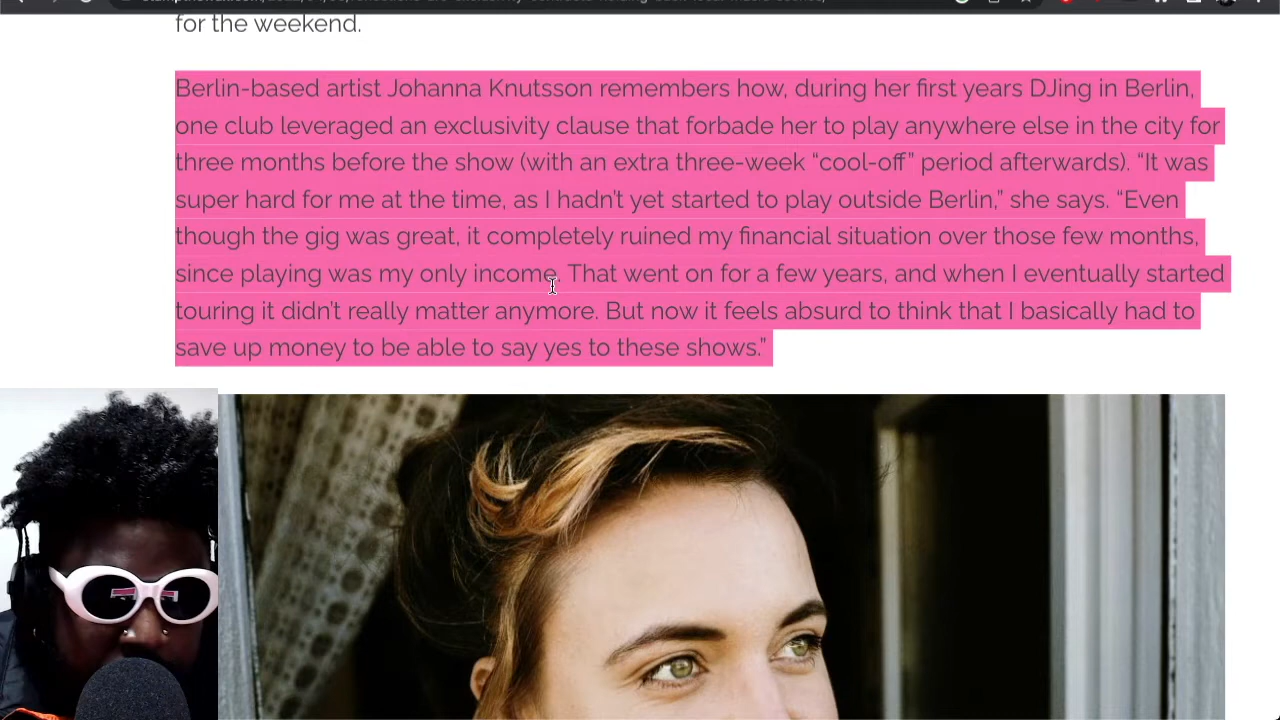 for the weekend.
Berlin-based artist Johanna Knutsson remembers how, during her first years DJing in Berlin,
one club leveraged an exclusivity clause that forbade her to play anywhere else in the city for
three months before the show (with an extra three-week “cool-off” period afterwards). “It was
super hard for me at the time, as I hadn’t yet started to play outside Berlin,” she says. “Even
though the gig was great, it completely ruined my financial situation over those few months,
since playing was my only income. That went on for a few years, and when I eventually started
touring it didn’t really matter anymore. But now it feels absurd to think that I basically had to
save up money to be able to say yes to these shows.”